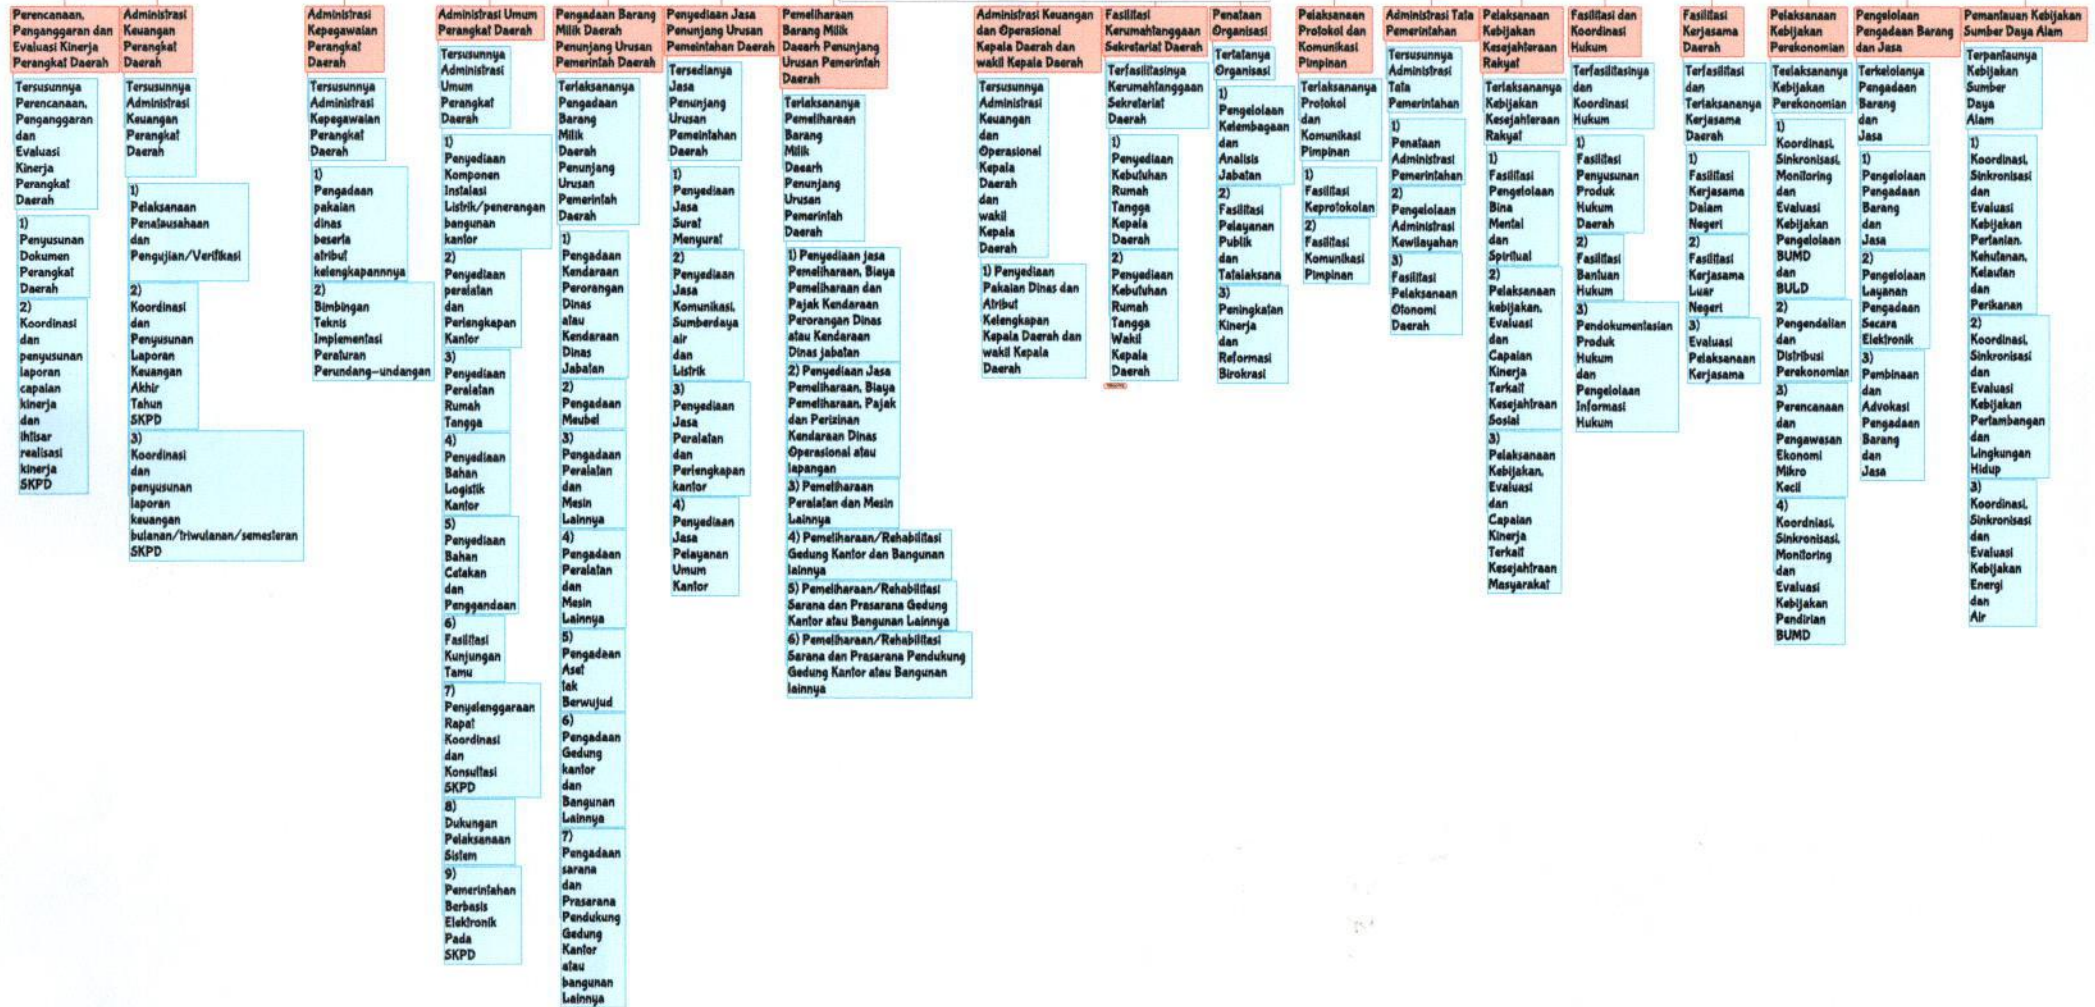 Perencanaan,
Penganggaran dan
Evaluasi Kinerja
Perangkat Daerah
Tersusunnya
Perencanaan,
Penganggaran
dan
Evaluasi
Kinerja
Perangkat
Daerah
1)
Penyusunan
Dokumen
Perangkat
Daerah
2)
Koordinasi
dan
penyusunan
laporan
capaian
kinerja
dan
ihtisar
realisasi
kinerja
SKPD
Administrasi
Keuangan
Perangkat
Daerah
Tersusunnya
Administrasi
Keuangan
Perangkat
Daerah
1)
Pelaksanaan
Penatausahaan
dan
Pengujian/Verifikasi
2)
Koordinasi
dan
Penyusunan
Laporan
Keuangan
Akhir
Tahun
SKPD
3)
Koordinasi
dan
penyusunan
laporan
keuangan
bulanan/triwulanan/semesteran
SKPD
Administrasi
Kepegawaian
Perangkat
Daerah
Tersusunnya
Administrasi
Kepegawaian
Perangkat
Daerah
1)
Pengadaan
pakaian
dinas
beserta
atribut
kelengkapannnya
2)
Bimbingan
Teknis
Implementasi
Peraturan
Perundang-undangan
Administrasi Umum
Perangkat Daerah
Tersusunnya
Administrasi
Umum
Perangkat
Daerah
1)
Penyediaan
Komponen
Instalasi
Listrik/penerangan
bangunan
kantor
2)
Penyediaan
peralatan
dan
Perlengkapan
Kantor
3)
Penyediaan
Peralatan
Rumah
Tangga
4)
Penyediaan
Bahan
Logistik
Kantor
5)
Penyediaan
Bahan
Cetakan
dan
Penggandaan
6)
Fasilitasi
Kunjungan
Tamu
7)
Penyelenggaraan
Rapat
Koordinasi
dan
Konsultasi
SKPD
8)
Dukungan
Pelaksanaan
Sistem
9)
Pemerintahan
Berbasis
Elektronik
Pada
SKPD
Pengadaan Barang
Milik Daerah
Penunjang Urusan
Pemerintah Daerah
Terlaksananya
Pengadaan
Barang
Milik
Daerah
Penunjang
Urusan
Pemerintah
Daerah
1)
Pengadaan
Kendaraan
Perorangan
Dinas
atau
Kendaraan
Dinas
Jabatan
2)
Pengadaan
Meubel
3)
Pengadaan
Peralatan
dan
Mesin
Lainnya
4)
Pengadaan
Peralatan
dan
Mesin
Lainnya
5)
Pengadaan
Aset
tak
Berwujud
6)
Pengadaan
Gedung
kantor
dan
Bangunan
Lainnya
7)
Pengadaan
sarana
dan
Prasarana
Pendukung
Gedung
Kantor
atau
bangunan
Lainnya
Penyediaan Jasa
Penunjang Urusan
Pemeintahan Daerah
Tersedianya
Jasa
Penunjang
Urusan
Pemeintahan
Daerah
1)
Penyediaan
Jasa
Surat
Menyurat
2)
Penyediaan
Jasa
Komunikasi,
Sumberdaya
air
dan
Listrik
3)
Penyediaan
Jasa
Peralatan
dan
Perlengkapan
kantor
4)
Penyediaan
Jasa
Pelayanan
Umum
Kantor
Pemeliharaan
Barang Milik
Daearh Penunjang
Urusan Pemerintah
Daerah
Terlaksananya
Pemeliharaan
Barang
Milik
Daearh
Penunjang
Urusan
Pemerintah
Daerah
1) Penyediaan jasa
Pemeliharaan, Biaya
Pemeliharaan dan
Pajak Kendaraan
Perorangan Dinas
atau Kendaraan
Dinas jabatan
2) Penyediaan Jasa
Pemeliharaan, Biaya
Pemeliharaan, Pajak
dan Perizinan
Kendaraan Dinas
Operasional atau
lapangan
3) Pemeliharaan
Peralatan dan Mesin
Lainnya
4) Pemeliharaan/Rehabilitasi
Gedung Kantor dan Bangunan
lainnya
5) Pemeliharaan/Rehabilitasi
Sarana dan Prasarana Gedung
Kantor atau Bangunan Lainnya
6) Pemeliharaan/Rehabilitasi
Sarana dan Prasarana Pendukung
Gedung Kantor atau Bangunan
lainnya
Administrasi Keuangan
dan Operasional
Kepala Daerah dan
wakil Kepala Daerah
Tersusunnya
Administrasi
Keuangan
dan
Operasional
Kepala
Daerah
dan
wakil
Kepala
Daerah
1) Penyediaan
Pakaian Dinas dan
Atribut
Kelengkapan
Kepala Daerah dan
wakil Kepala
Daerah
Fasilitasi
Kerumahtanggaan
Sekretariat Daerah
Terfasilitasinya
Kerumahtanggaan
Sekretariat
Daerah
1)
Penyediaan
Kebutuhan
Rumah
Tangga
Kepala
Daerah
2)
Penyediaan
Kebutuhan
Rumah
Tangga
Wakil
Kepala
Daerah
Penataan
Organisasi
Tertatanya
Organisasi
1)
Pengelolaan
Kelembagaan
dan
Analisis
Jabatan
2)
Fasilitasi
Pelayanan
Publik
dan
Tatalaksana
3)
Peningkatan
Kinerja
dan
Reformasi
Birokrasi
Pelaksanaan
Protokol dan
Komunikasi
Pimpinan
Terlaksananya
Protokol
dan
Komunikasi
Pimpinan
1)
Fasilitasi
Keprotokolan
2)
Fasilitasi
Komunikasi
Pimpinan
Administrasi Tata
Pemerintahan
Tersusunnya
Administrasi
Tata
Pemerintahan
1)
Penataan
Administrasi
Pemerintahan
2)
Pengelolaan
Administrasi
Kewilayahan
3)
Fasilitasi
Pelaksanaan
Otonomi
Daerah
Pelaksanaan
Kebijakan
Kesejahteraan
Rakyat
Terlaksananya
Kebijakan
Kesejahteraan
Rakyat
1)
Fasilitasi
Pengelolaan
Bina
Mental
dan
Spiritual
2)
Pelaksanaan
kebijakan,
Evaluasi
dan
Capaian
Kinerja
Terkait
Kesejahtraan
Sosial
3)
Pelaksanaan
Kebijakan,
Evaluasi
dan
Capaian
Kinerja
Terkait
Kesejahtraan
Masyarakat
Fasilitasi dan
Koordinasi
Hukum
Terfasilitasinya
dan
Koordinasi
Hukum
1)
Fasilitasi
Penyusunan
Produk
Hukum
Daerah
2)
Fasilitasi
Bantuan
Hukum
3)
Pendokumentasian
Produk
Hukum
dan
Pengelolaan
Informasi
Hukum
Fasilitasi
Kerjasama
Daerah
Terfasilitasi
dan
Terlaksananya
Kerjasama
Daerah
1)
Fasilitasi
Kerjasama
Dalam
Negeri
2)
Fasilitasi
Kerjasama
Luar
Negeri
3)
Evaluasi
Pelaksanaan
Kerjasama
Pelaksanaan
Kebijakan
Perekonomian
Teelaksananya
Kebijakan
Perekonomian
1)
Koordinasi,
Sinkronisasi,
Monitoring
dan
Evaluasi
Kebijakan
Pengelolaan
BUMD
dan
BULD
2)
Pengendalian
dan
Distribusi
Perekonomian
3)
Perencanaan
dan
Pengawasan
Ekonomi
Mikro
Kecil
4)
Koordniasi,
Sinkronisasi,
Monitoring
dan
Evaluasi
Kebijakan
Pendirian
BUMD
Pengelolaan
Pengadaan Barang
dan Jasa
Terkelolanya
Pengadaan
Barang
dan
Jasa
1)
Pengelolaan
Pengadaan
Barang
dan
Jasa
2)
Pengelolaan
Layanan
Pengadaan
Secara
Elektronik
3)
Pembinaan
dan
Advokasi
Pengadaan
Barang
dan
Jasa
Pemantauan Kebijakan
Sumber Daya Alam
Terpantaunya
Kebijakan
Sumber
Daya
Alam
1)
Koordinasi,
Sinkronisasi
dan
Evaluasi
Kebijakan
Pertanian,
Kehutanan,
Kelautan
dan
Perikanan
2)
Koordinasi,
Sinkronisasi
dan
Evaluasi
Kebijakan
Pertambangan
dan
Lingkungan
Hidup
3)
Koordinasi,
Sinkronisasi
dan
Evaluasi
Kebijakan
Energi
dan
Air